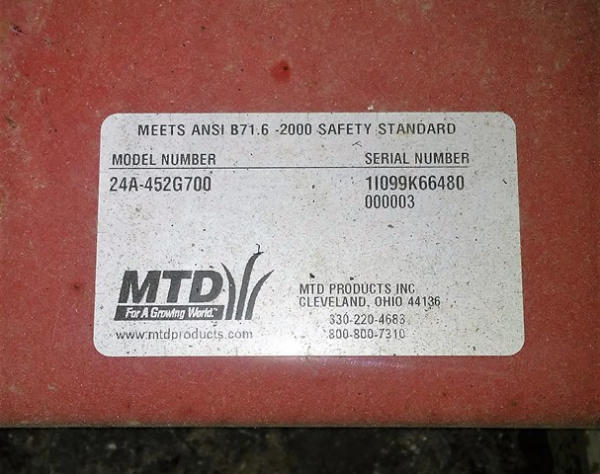 MEETS ANSI B71.6 -2000 SAFETY STANDARD
MODEL NUMBER SERIAL NUMBER
24A-452G700 1I099K66480
000003
MTD
For A Growing World.™
www.mtdproducts.com
MTD PRODUCTS INC
CLEVELAND, OHIO 44136
330-220-4683
800-800-7310